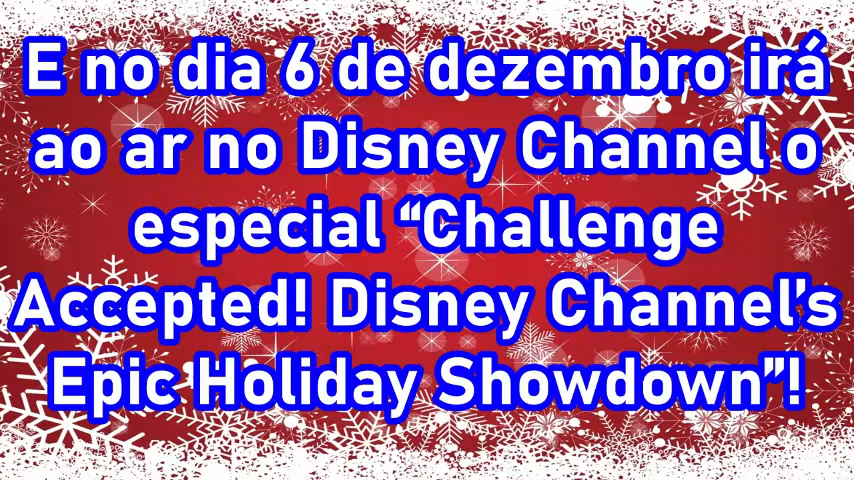 E no dia 6 de dezembro irá
ao ar no Disney Channel o
especial “Challenge
Accepted! Disney Channel’s
Epic Holiday Showdown”!